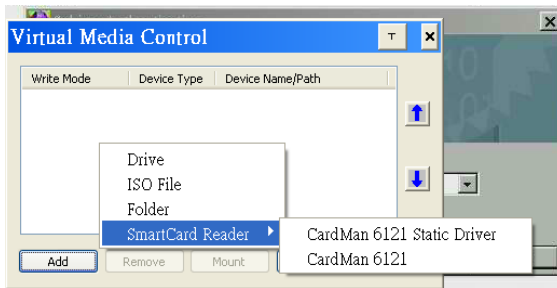 Virtual Media Control
T
Write Mode Device Type Device Name/Path
Drive
ISO File
Folder
SmartCard Reader
CardMan 6121 Static Driver
CardMan 6121
Add Remove Mount